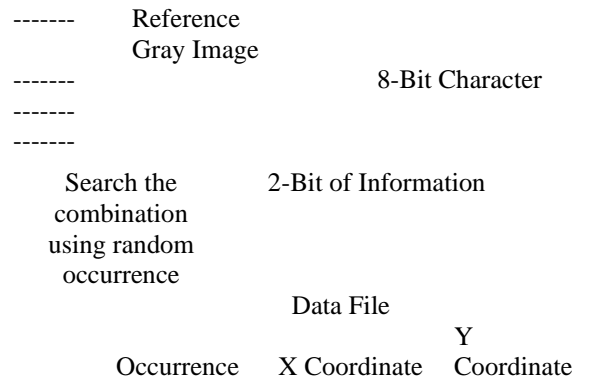 ------- Reference
Gray Image
------- 8-Bit Character
-------
-------
Search the 2-Bit of Information
combination
using random
occurrence
Data File
Y
Occurrence X Coordinate Coordinate